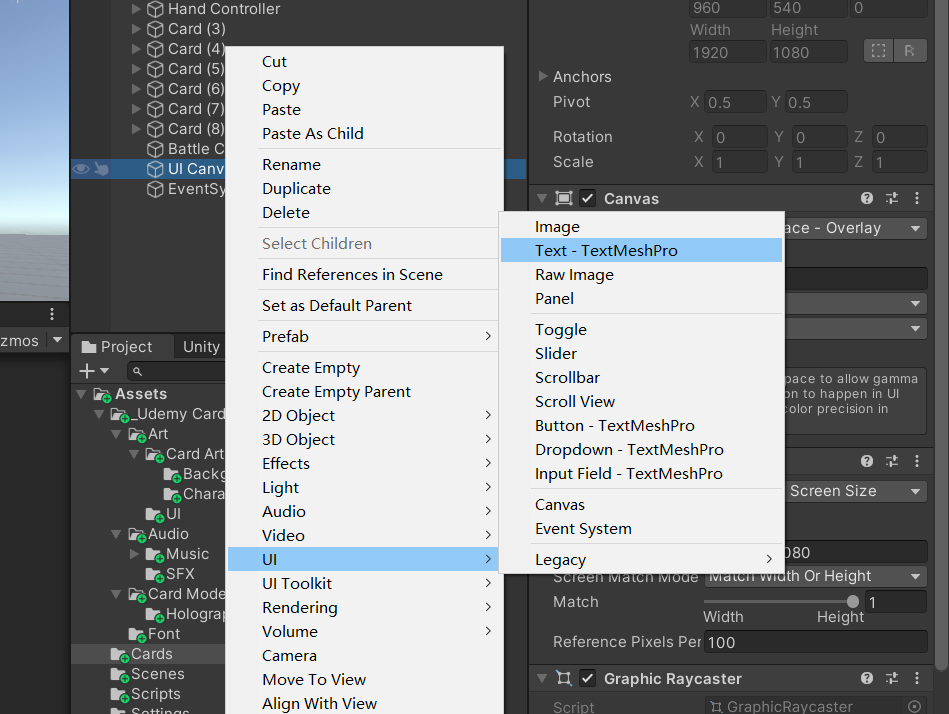 Hand Controller
Card (3)
Card (4)
Card (5)
Card (6)
Card (7)
Card (8)
Battle C
UI Canv
EventSy
Cut
Copy
Paste
Paste As Child
Rename
Duplicate
Delete
Select Children
Find References in Scene
Set as Default Parent
Prefab
Create Empty
Create Empty Parent
2D Object
3D Object
Effects
Light
Audio
Video
UI
UI Toolkit
Rendering
Volume
Camera
Move To View
Align With View
Image
Text - TextMeshPro
Raw Image
Panel
Toggle
Slider
Scrollbar
Scroll View
Button - TextMeshPro
Dropdown - TextMeshPro
Input Field - TextMeshPro
Canvas
Event System
Legacy
zmos
Project
Unity
Assets
_Udemy Card
Art
Card Art
Backg
Chara
UI
Audio
Music
SFX
Card Mode
Holograp
Font
Cards
Scenes
Scripts
Settings
960 540 0
Width Height
1920 1080 R
Anchors
Pivot X 0.5 Y 0.5
Rotation X 0 Y 0 Z 0
Scale X 1 Y 1 Z 1
Canvas
ace - Overlay
pace to allow gamma
on to happen in UI
color precision in
Screen Size
080
Screen Match Mode Match Width Or Height
Match 1
Width Height
Reference Pixels Per 100
Graphic Raycaster
Script GraphicRaycaster